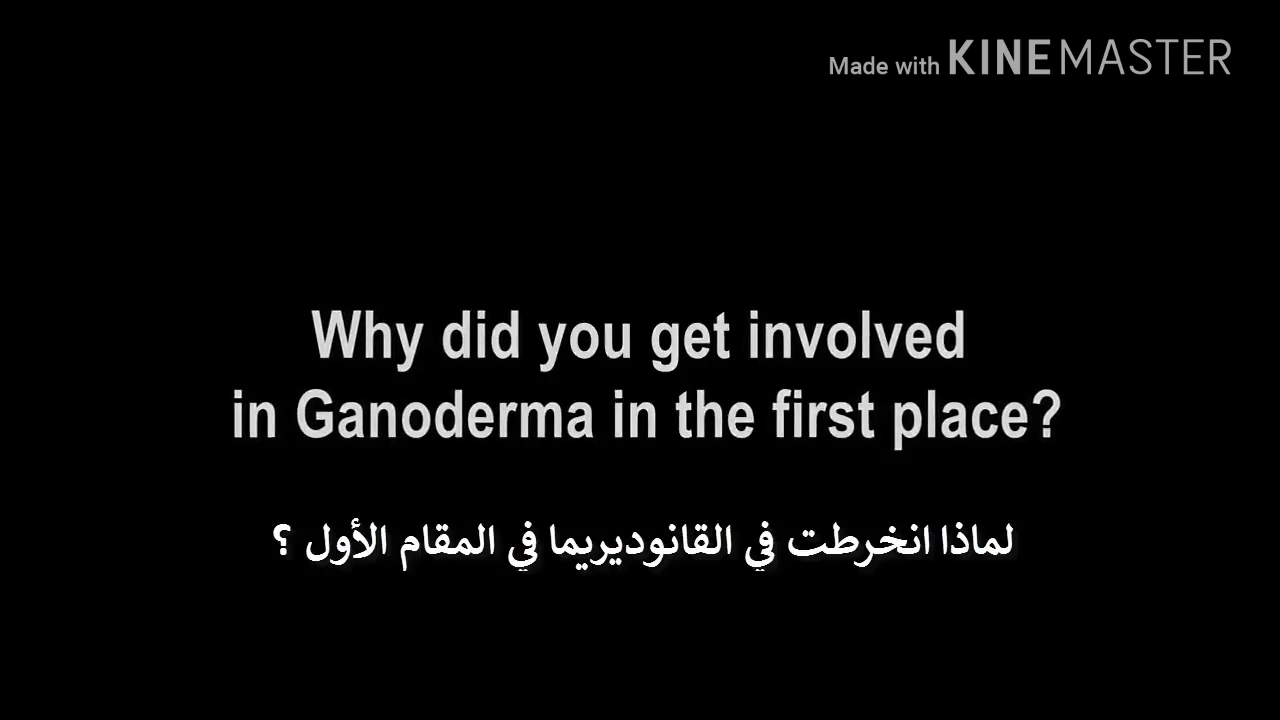 Made with KINEMASTER
Why did you get involved
in Ganoderma in the first place?
لماذا انخرطت في القانوديريما في المقام الأول ؟